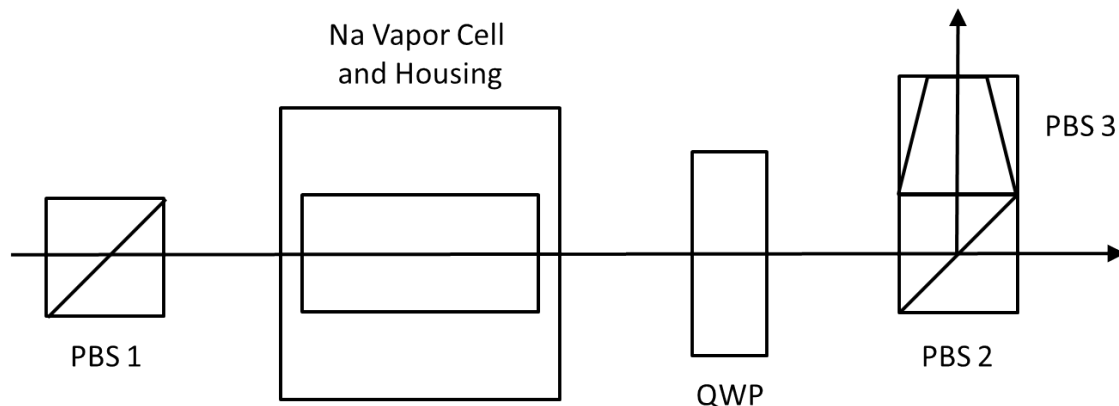 Na Vapor Cell
and Housing
PBS 3
PBS 1
PBS 2
QWP